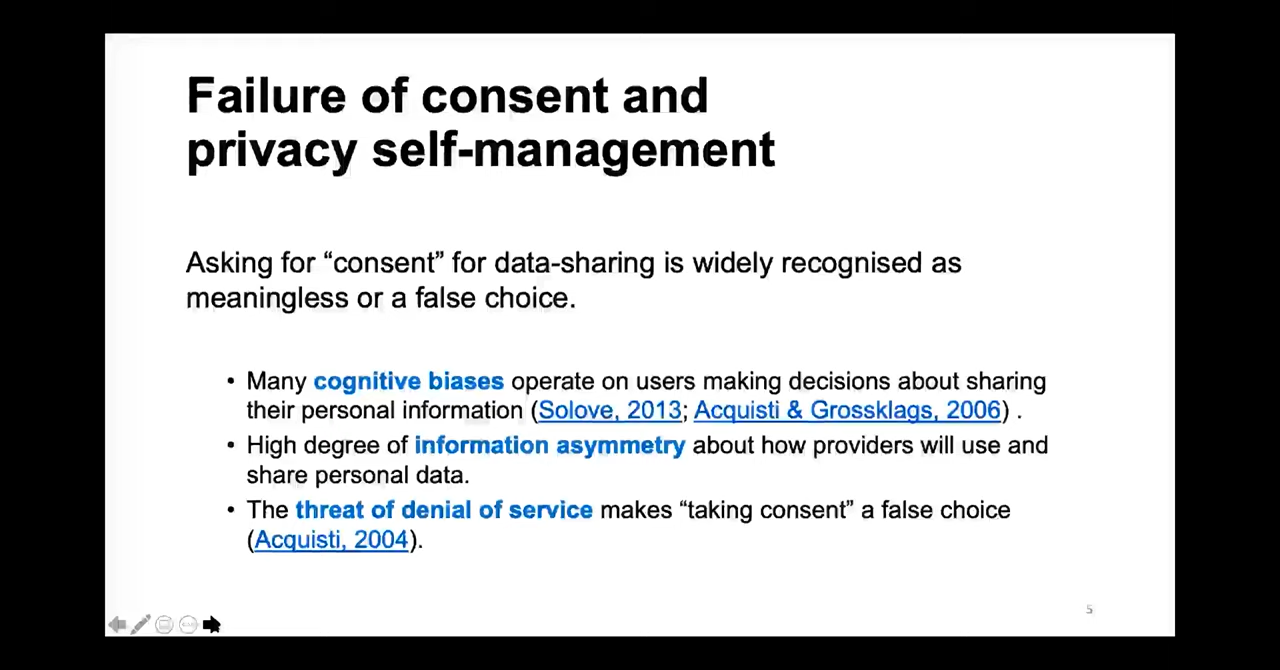 Failure of consent and
privacy self-management
Asking for “consent” for data-sharing is widely recognised as
meaningless or a false choice.
• Many cognitive biases operate on users making decisions about sharing
their personal information (Solove, 2013; Acquisti & Grossklags, 2006) .
• High degree of information asymmetry about how providers will use and
share personal data.
• The threat of denial of service makes “taking consent” a false choice
(Acquisti, 2004).
5